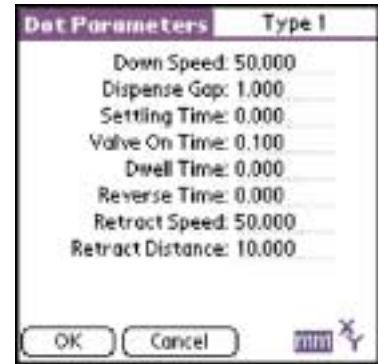 Dot Parameters Type 1
Down Speed: 50.000
Dispense Gap: 1.000
Settling Time: 0.000
Valve On Time: 0.100
Dwell Time: 0.000
Reverse Time: 0.000
Retract Speed: 50.000
Retract Distance: 10.000
OK Cancel mm X Y